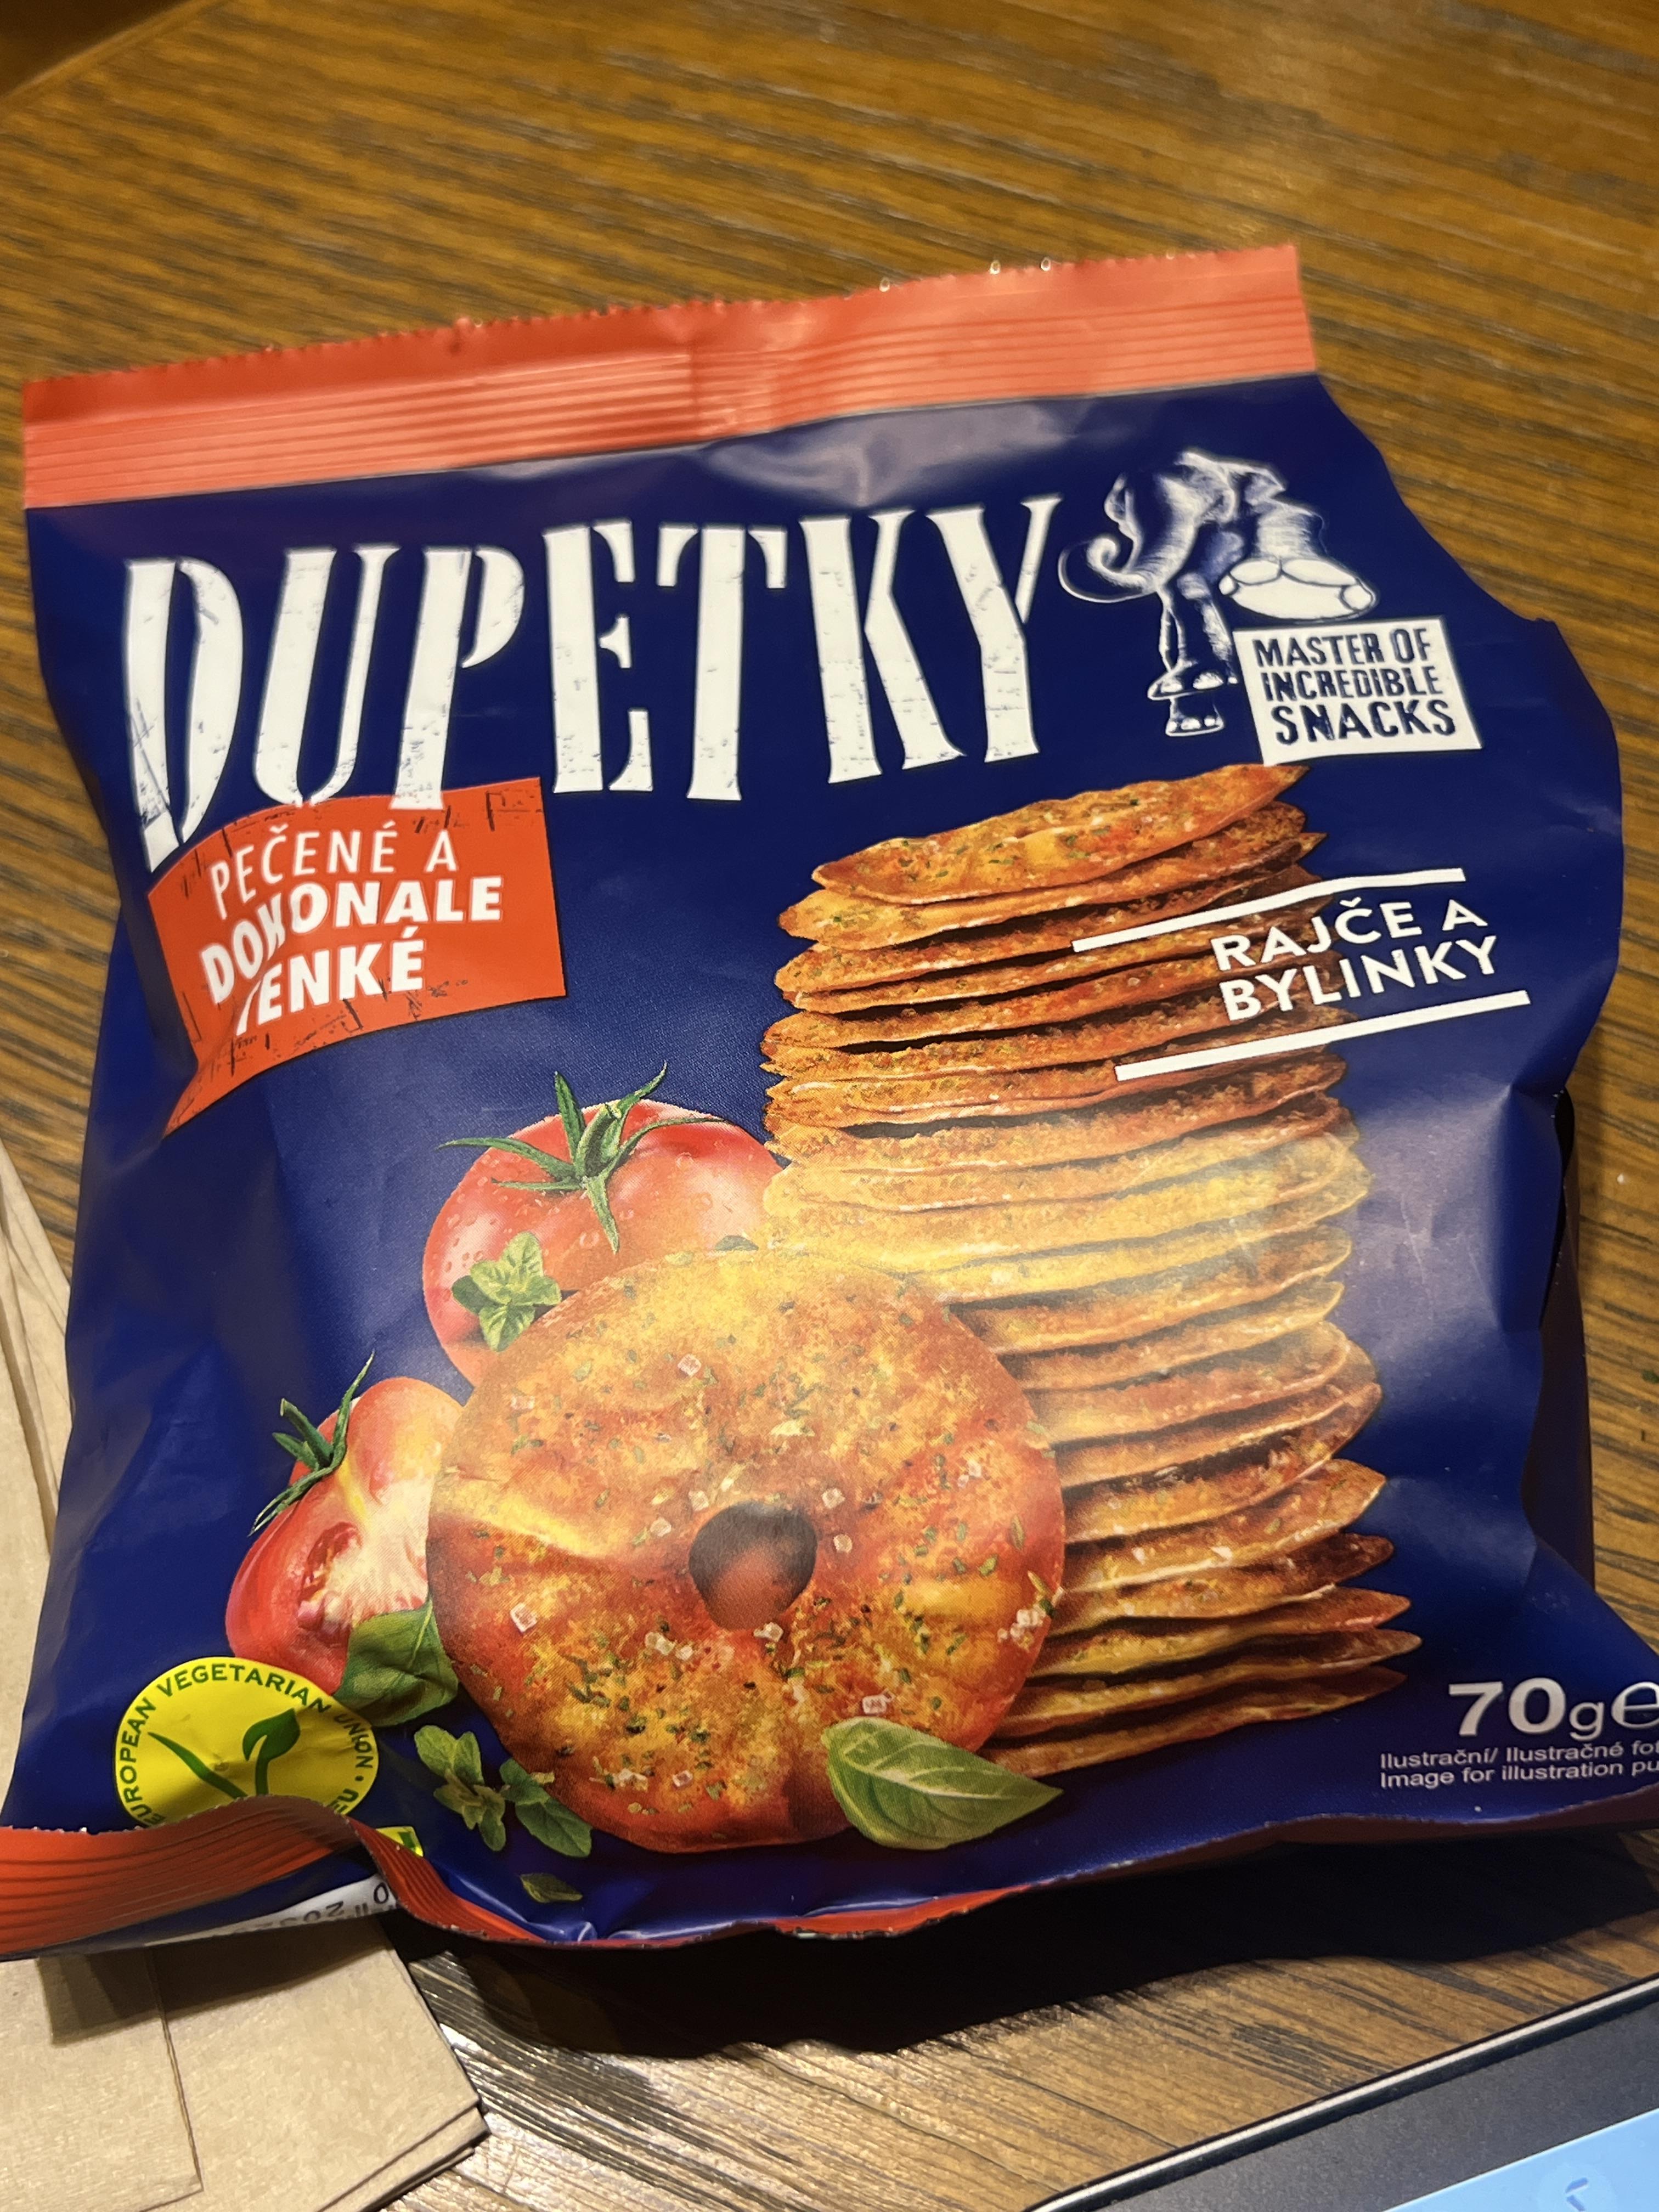 DUPETKY
MASTER OF
INCREDIBLE
SNACKS
PEČENÉ A
DOKONALE
TENKÉ
RAJČE A
BYLINKY
EUROPEAN VEGETARIAN UNION
70g℮
Ilustrační/ Ilustračné
Image for illustration